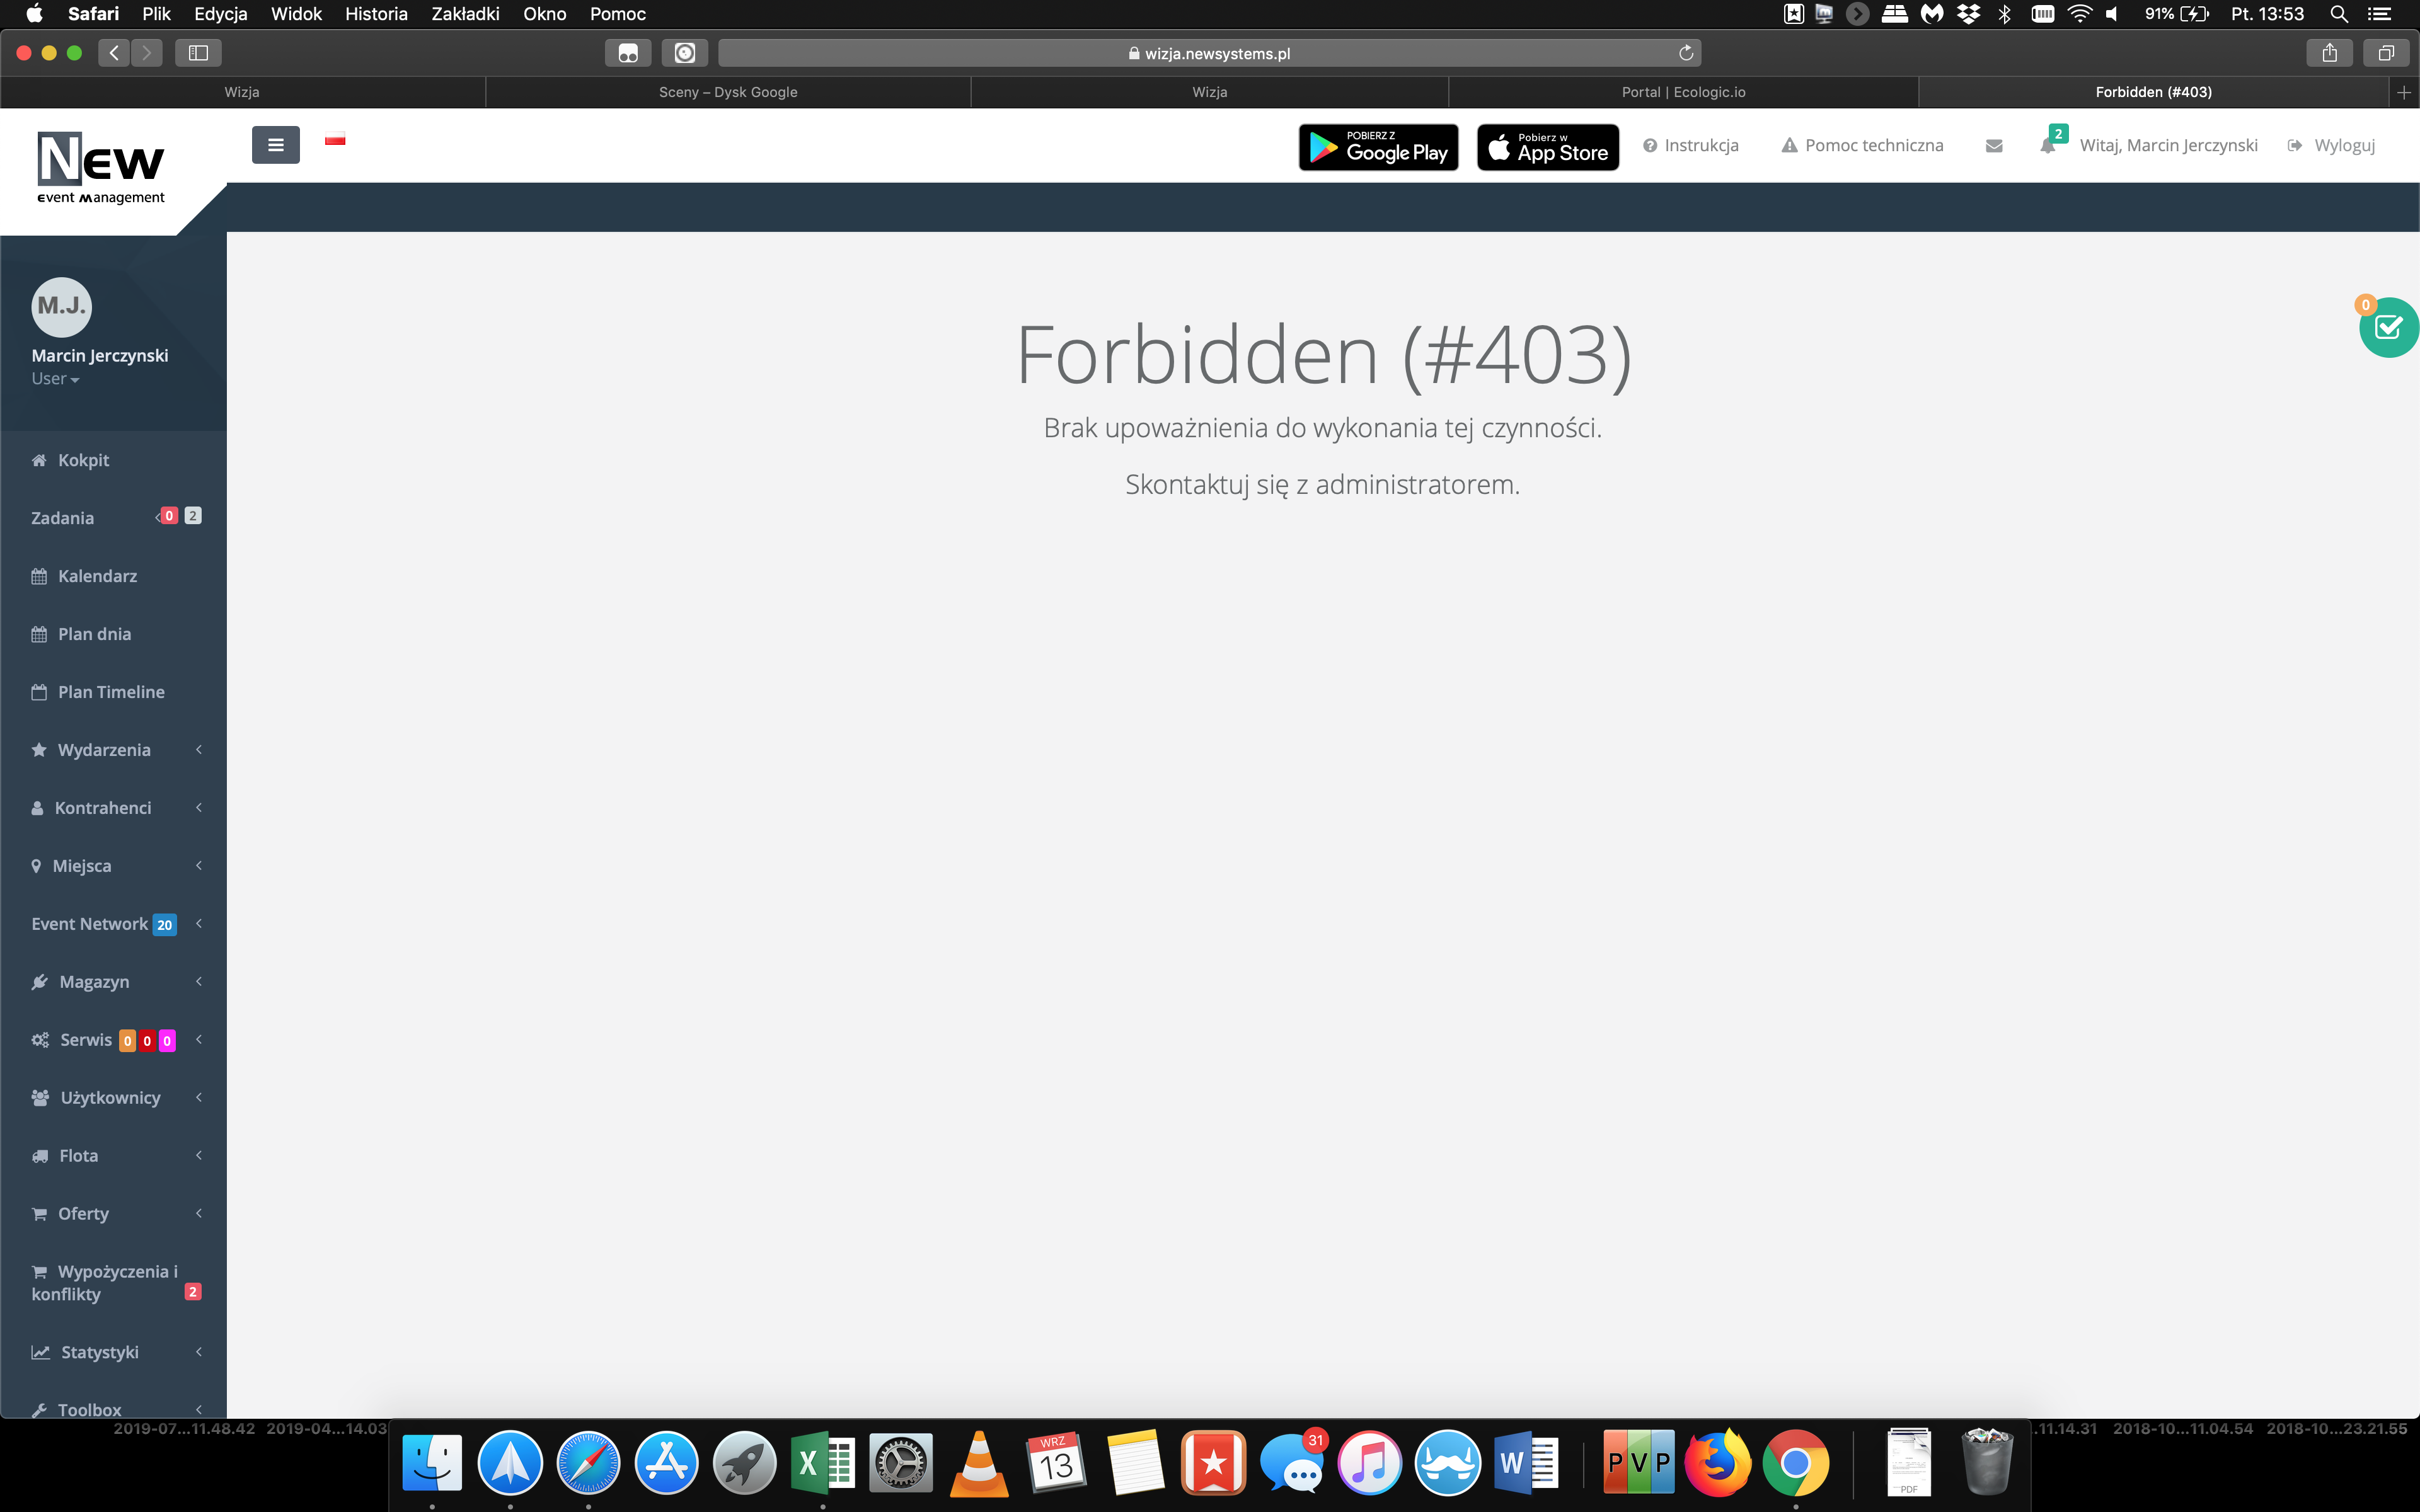 Safari Plik Edycja Widok Historia Zakładki Okno Pomoc 91% Pt. 13:53
wizja.newsystems.pl
Wizja Sceny – Dysk Google Wizja Portal | Ecologic.io Forbidden (#403)
New
Event Management
POBIERZ Z
Google Play
Pobierz w
App Store
Instrukcja Pomoc techniczna 2 Witaj, Marcin Jerczynski Wyloguj
M.J.
Marcin Jerczynski
User
Forbidden (#403)
Brak upoważnienia do wykonania tej czynności.
Skontaktuj się z administratorem.
0
Kokpit
Zadania 0 2
Kalendarz
Plan dnia
Plan Timeline
Wydarzenia
Kontrahenci
Miejsca
Event Network 20
Magazyn
Serwis 0 0 0
Użytkownicy
Flota
Oferty
Wypożyczenia i
konflikty 2
Statystyki
Toolbox
2019-07...11.48.42 2019-04...14.03 ..11.14.31 2018-10...11.04.54 2018-10...23.21.55
WRZ
13
31
X
W
P V P
PDF